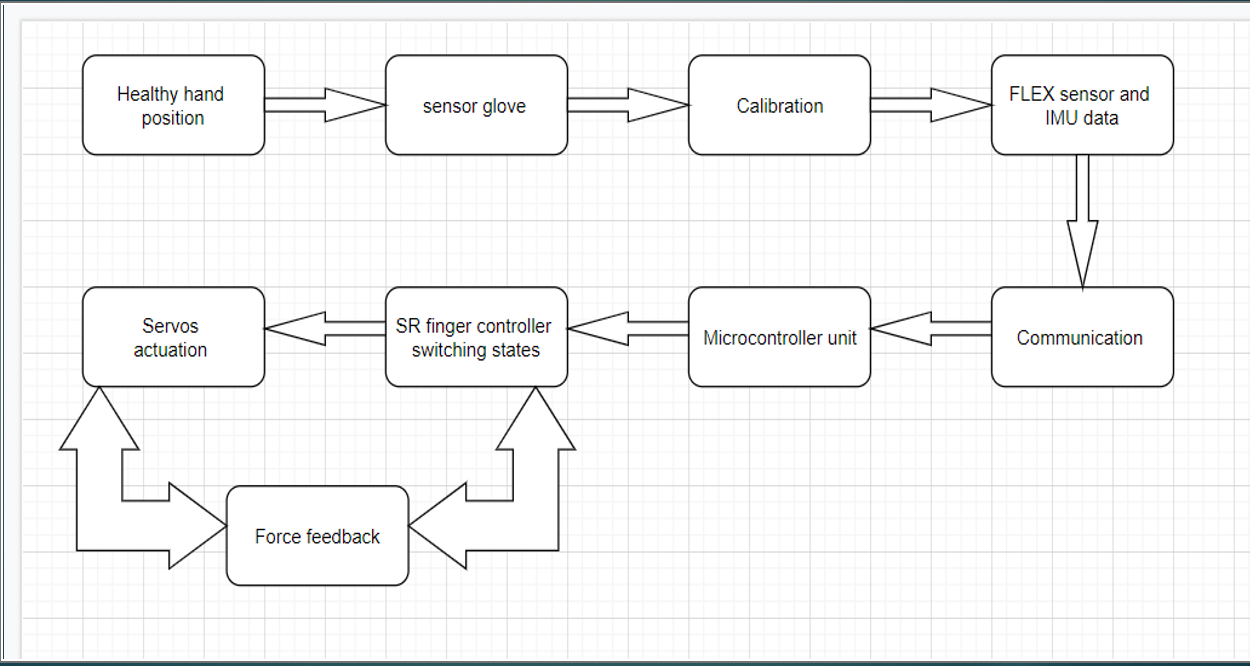 Healthy hand
position
sensor glove
Calibration
FLEX sensor and
IMU data
Servos
actuation
SR finger controller
switching states
Microcontroller unit
Communication
Force feedback